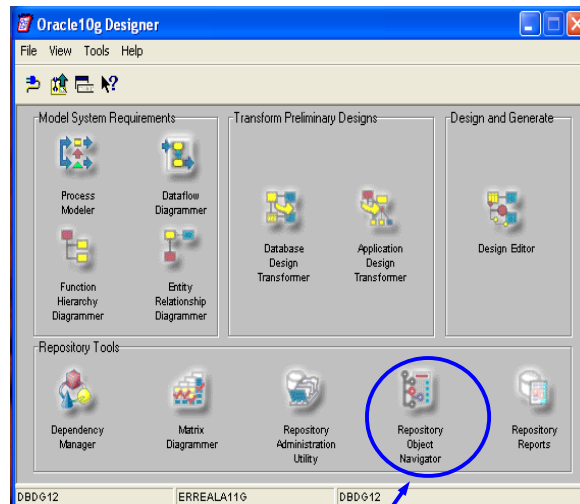 Oracle10g Designer
File View Tools Help
Model System Requirements
Transform Preliminary Designs
Design and Generate
Process
Modeler
Dataflow
Diagrammer
Function
Hierarchy
Diagrammer
Entity
Relationship
Diagrammer
Database
Design
Transformer
Application
Design
Transformer
Design Editor
Repository Tools
Dependency
Manager
Matrix
Diagrammer
Repository
Administration
Utility
Repository
Object
Navigator
Repository
Reports
DBDG12 ERREALA11G DBDG12